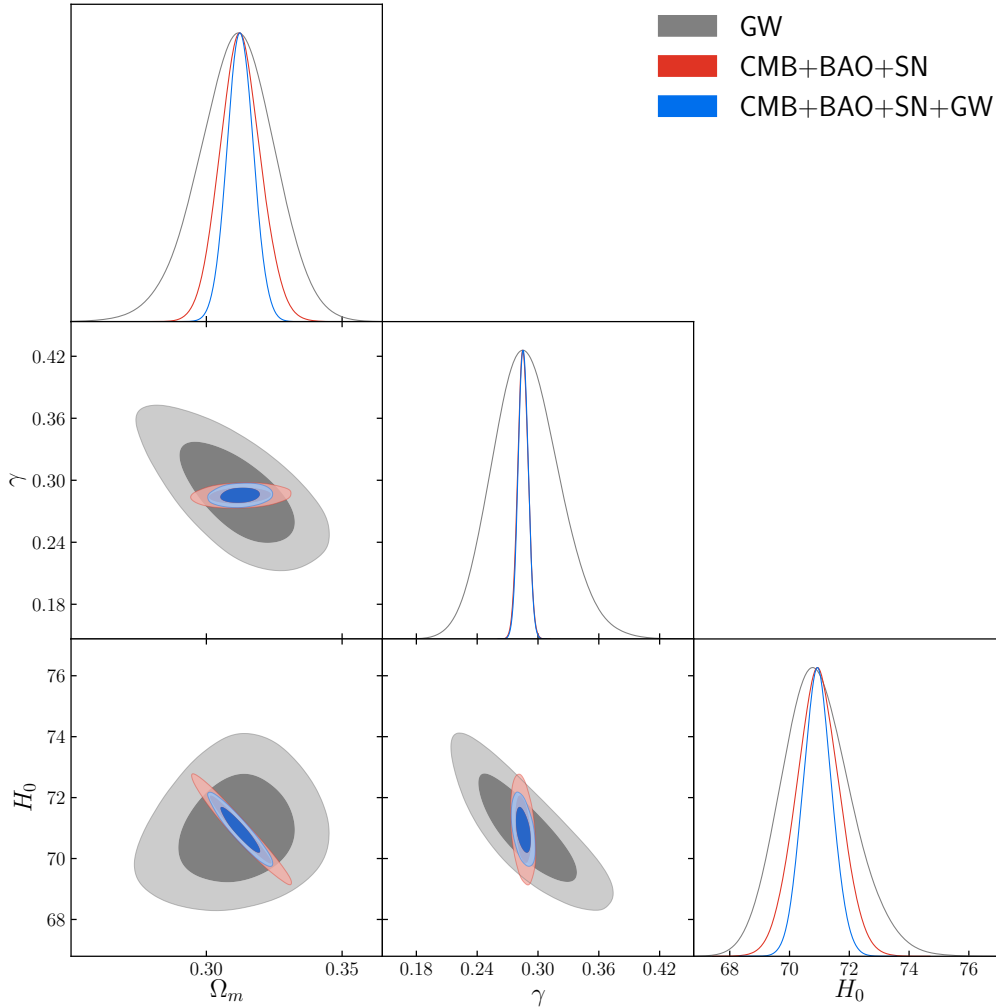 GW
CMB+BAO+SN
CMB+BAO+SN+GW
0.42
0.36
0.30
0.24
0.18
γ
76
74
72
70
68
H₀
0.30 0.35
Ωₘ
0.18 0.24 0.30 0.36 0.42
γ
68 70 72 74 76
H₀